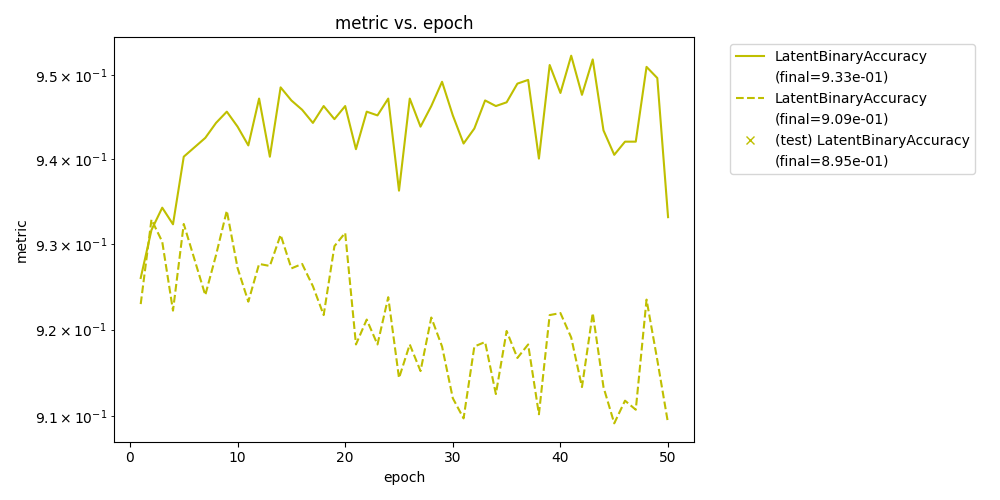 metric vs. epoch
9.5 × 10⁻¹
9.4 × 10⁻¹
9.3 × 10⁻¹
9.2 × 10⁻¹
9.1 × 10⁻¹
metric
0 10 20 30 40 50
epoch
LatentBinaryAccuracy
(final=9.33e-01)
LatentBinaryAccuracy
(final=9.09e-01)
(test) LatentBinaryAccuracy
(final=8.95e-01)